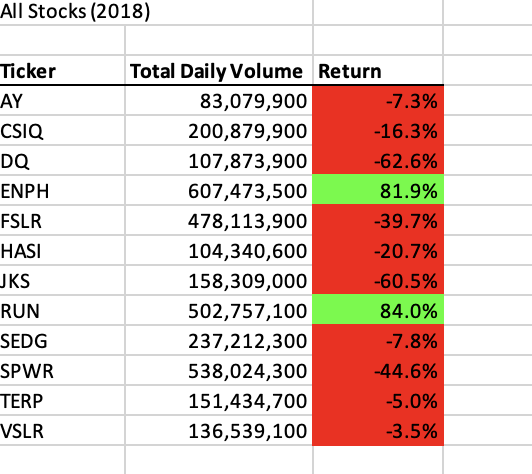 All Stocks (2018)
Ticker Total Daily Volume Return
AY 83,079,900 -7.3%
CSIQ 200,879,900 -16.3%
DQ 107,873,900 -62.6%
ENPH 607,473,500 81.9%
FSLR 478,113,900 -39.7%
HASI 104,340,600 -20.7%
JKS 158,309,000 -60.5%
RUN 502,757,100 84.0%
SEDG 237,212,300 -7.8%
SPWR 538,024,300 -44.6%
TERP 151,434,700 -5.0%
VSLR 136,539,100 -3.5%